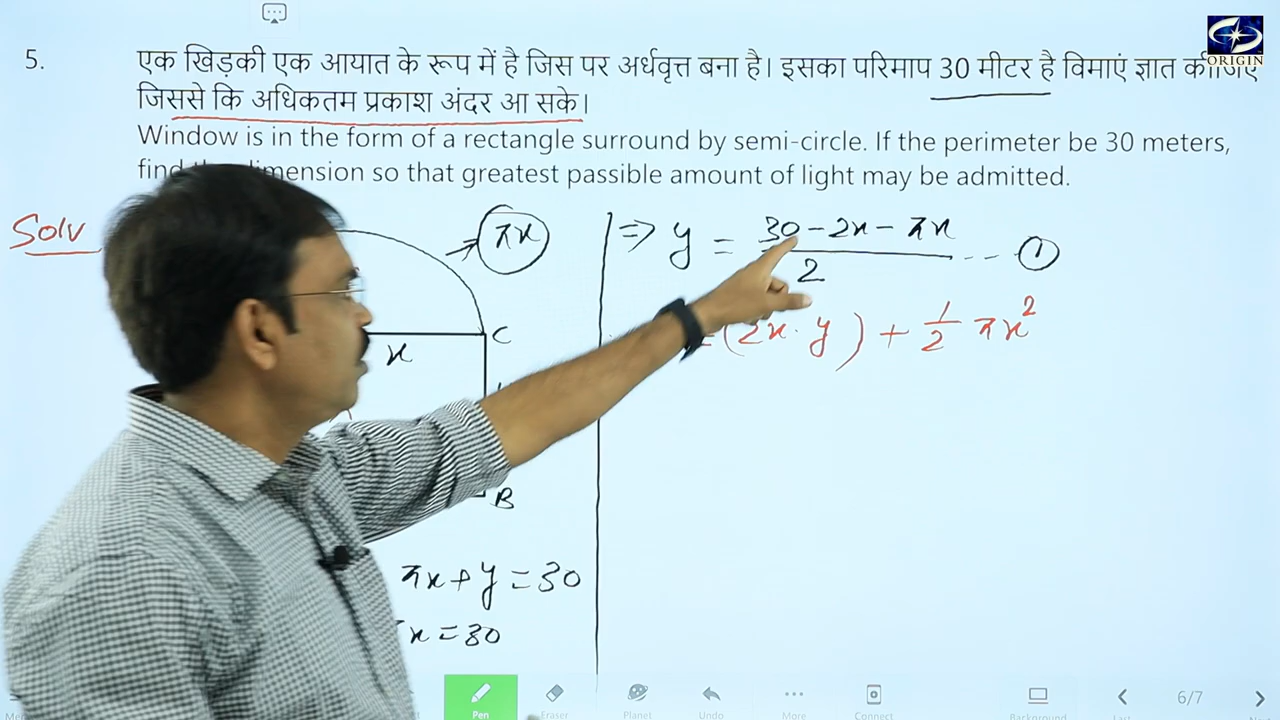 ORIGIN
5. एक खिड़की एक आयात के रूप में है जिस पर अर्धवृत्त बना है। इसका परिमाप 30 मीटर है विमाएं ज्ञात कीजिए
जिससे कि अधिकतम प्रकाश अंदर आ सके।
Window is in the form of a rectangle surround by semi-circle. If the perimeter be 30 meters,
find dimension so that greatest passible amount of light may be admitted.
Solv
πx
⇒ y = 30-2x-πx / 2 --- ①
= (2x·y) + 1/2 πx²
x
C
B
πx+y=30
x=30
Pen
Eraser
Planet
Undo
More
Connect
Background
6/7